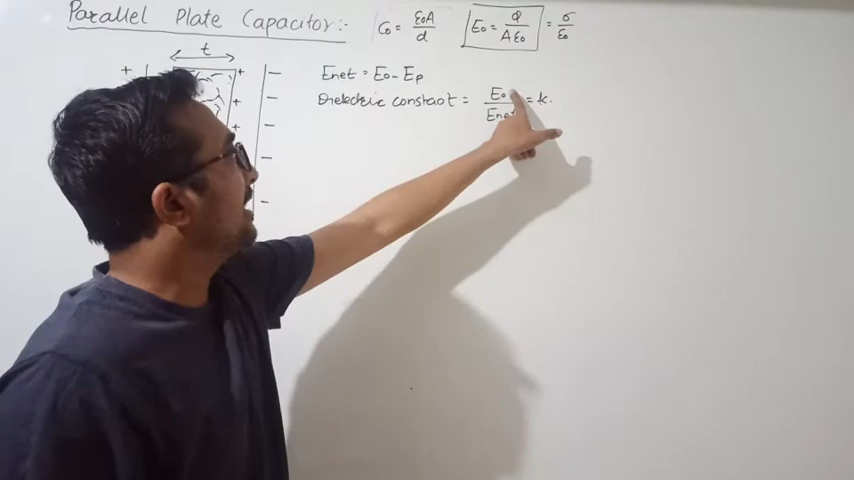 Parallel Plate Capacitor :-
C₀ = ε₀A / d
E₀ = Q / Aε₀ = σ / ε₀
t
+ + + + −
− − − −
Enet = E₀ − Ep
Dielectric constant = E₀ / Enet = k.